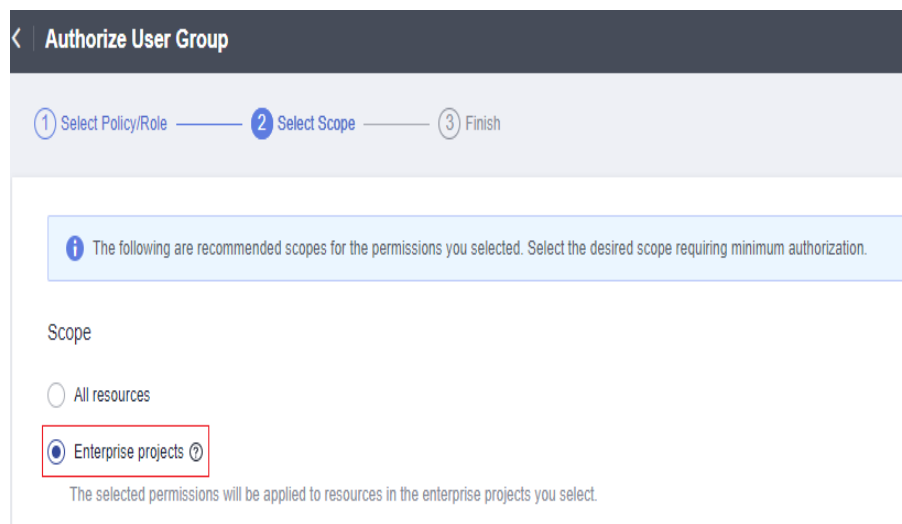 Authorize User Group
1 Select Policy/Role 2 Select Scope 3 Finish
The following are recommended scopes for the permissions you selected. Select the desired scope requiring minimum authorization.
Scope
All resources
Enterprise projects ?
The selected permissions will be applied to resources in the enterprise projects you select.